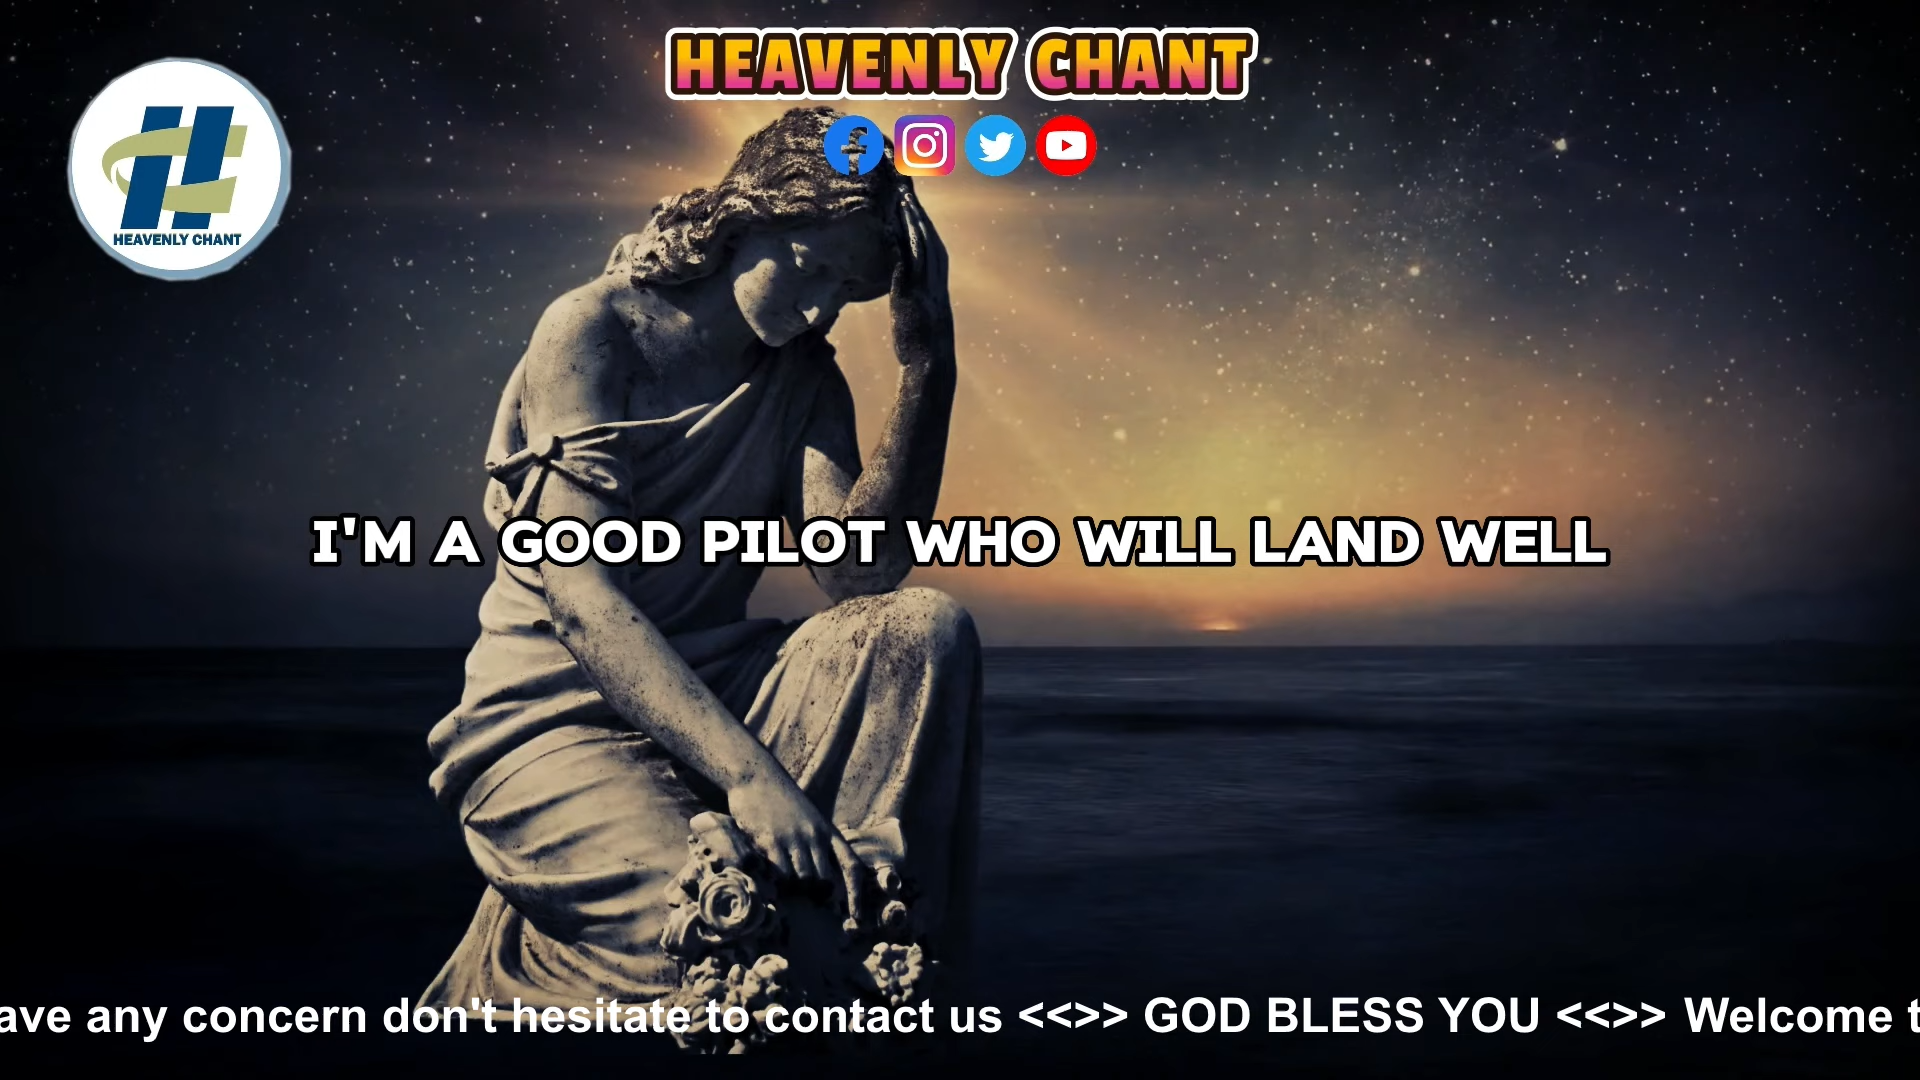 HEAVENLY CHANT
HEAVENLY CHANT
I'M A GOOD PILOT WHO WILL LAND WELL
any concern don't hesitate to contact us <<>> GOD BLESS YOU <<>> Welcome